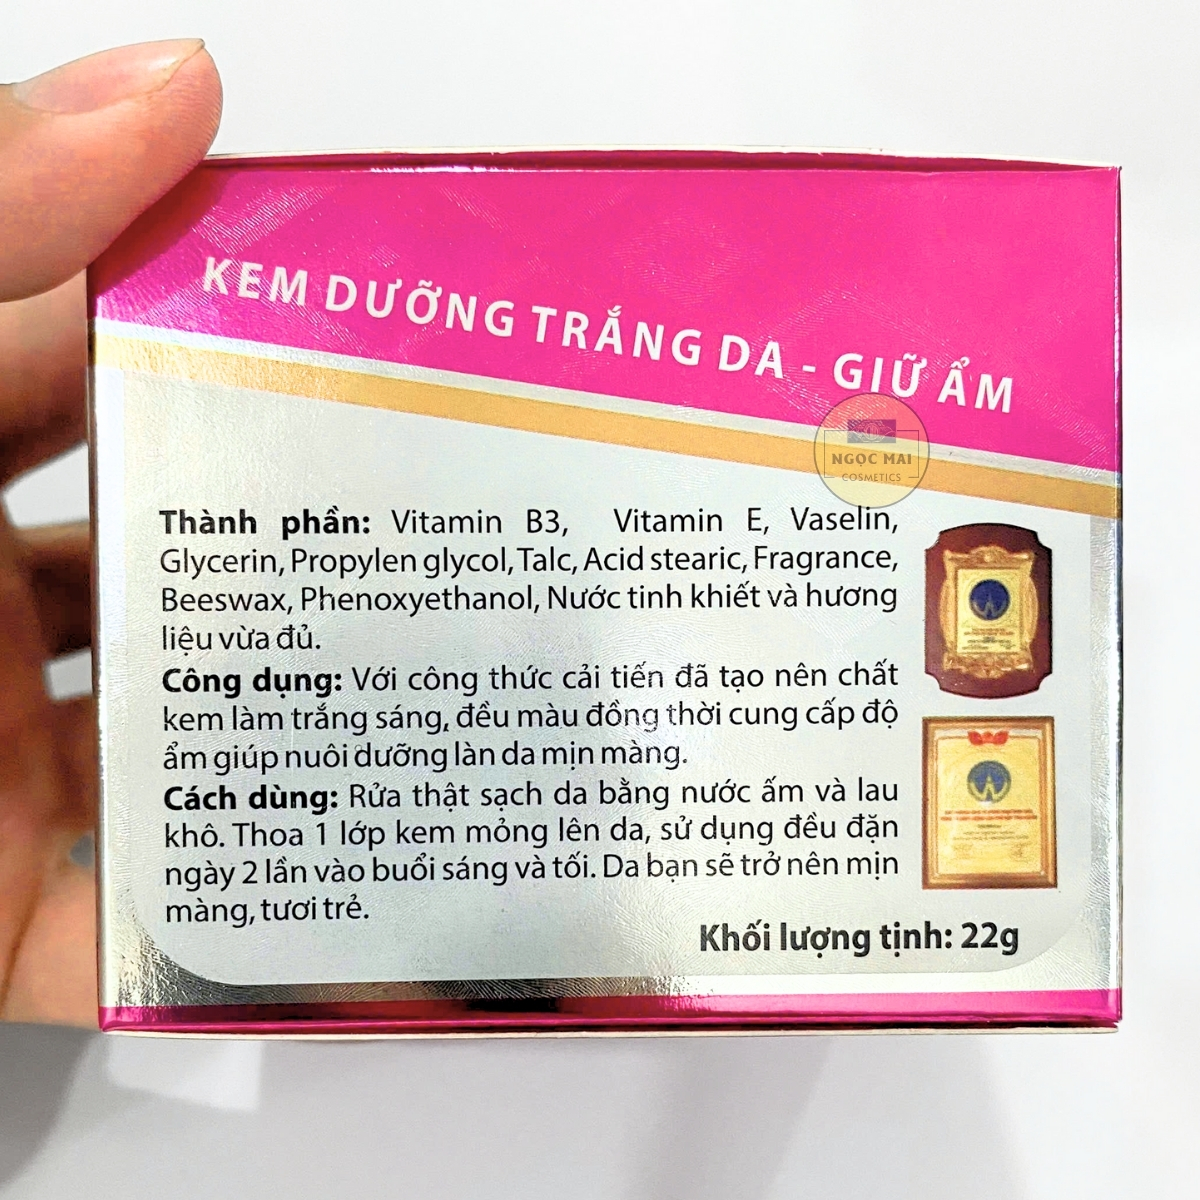 KEM DƯỠNG TRẮNG DA - GIỮ ẨM
NGỌC MAI
COSMETICS
Thành phần: Vitamin B3, Vitamin E, Vaselin,
Glycerin, Propylen glycol, Talc, Acid stearic, Fragrance,
Beeswax, Phenoxyethanol, Nước tinh khiết và hương
liệu vừa đủ.
Công dụng: Với công thức cải tiến đã tạo nên chất
kem làm trắng sáng, đều màu đồng thời cung cấp độ
ẩm giúp nuôi dưỡng làn da mịn màng.
Cách dùng: Rửa thật sạch da bằng nước ấm và lau
khô. Thoa 1 lớp kem mỏng lên da, sử dụng đều đặn
ngày 2 lần vào buổi sáng và tối. Da bạn sẽ trở nên mịn
màng, tươi trẻ.
Khối lượng tịnh: 22g